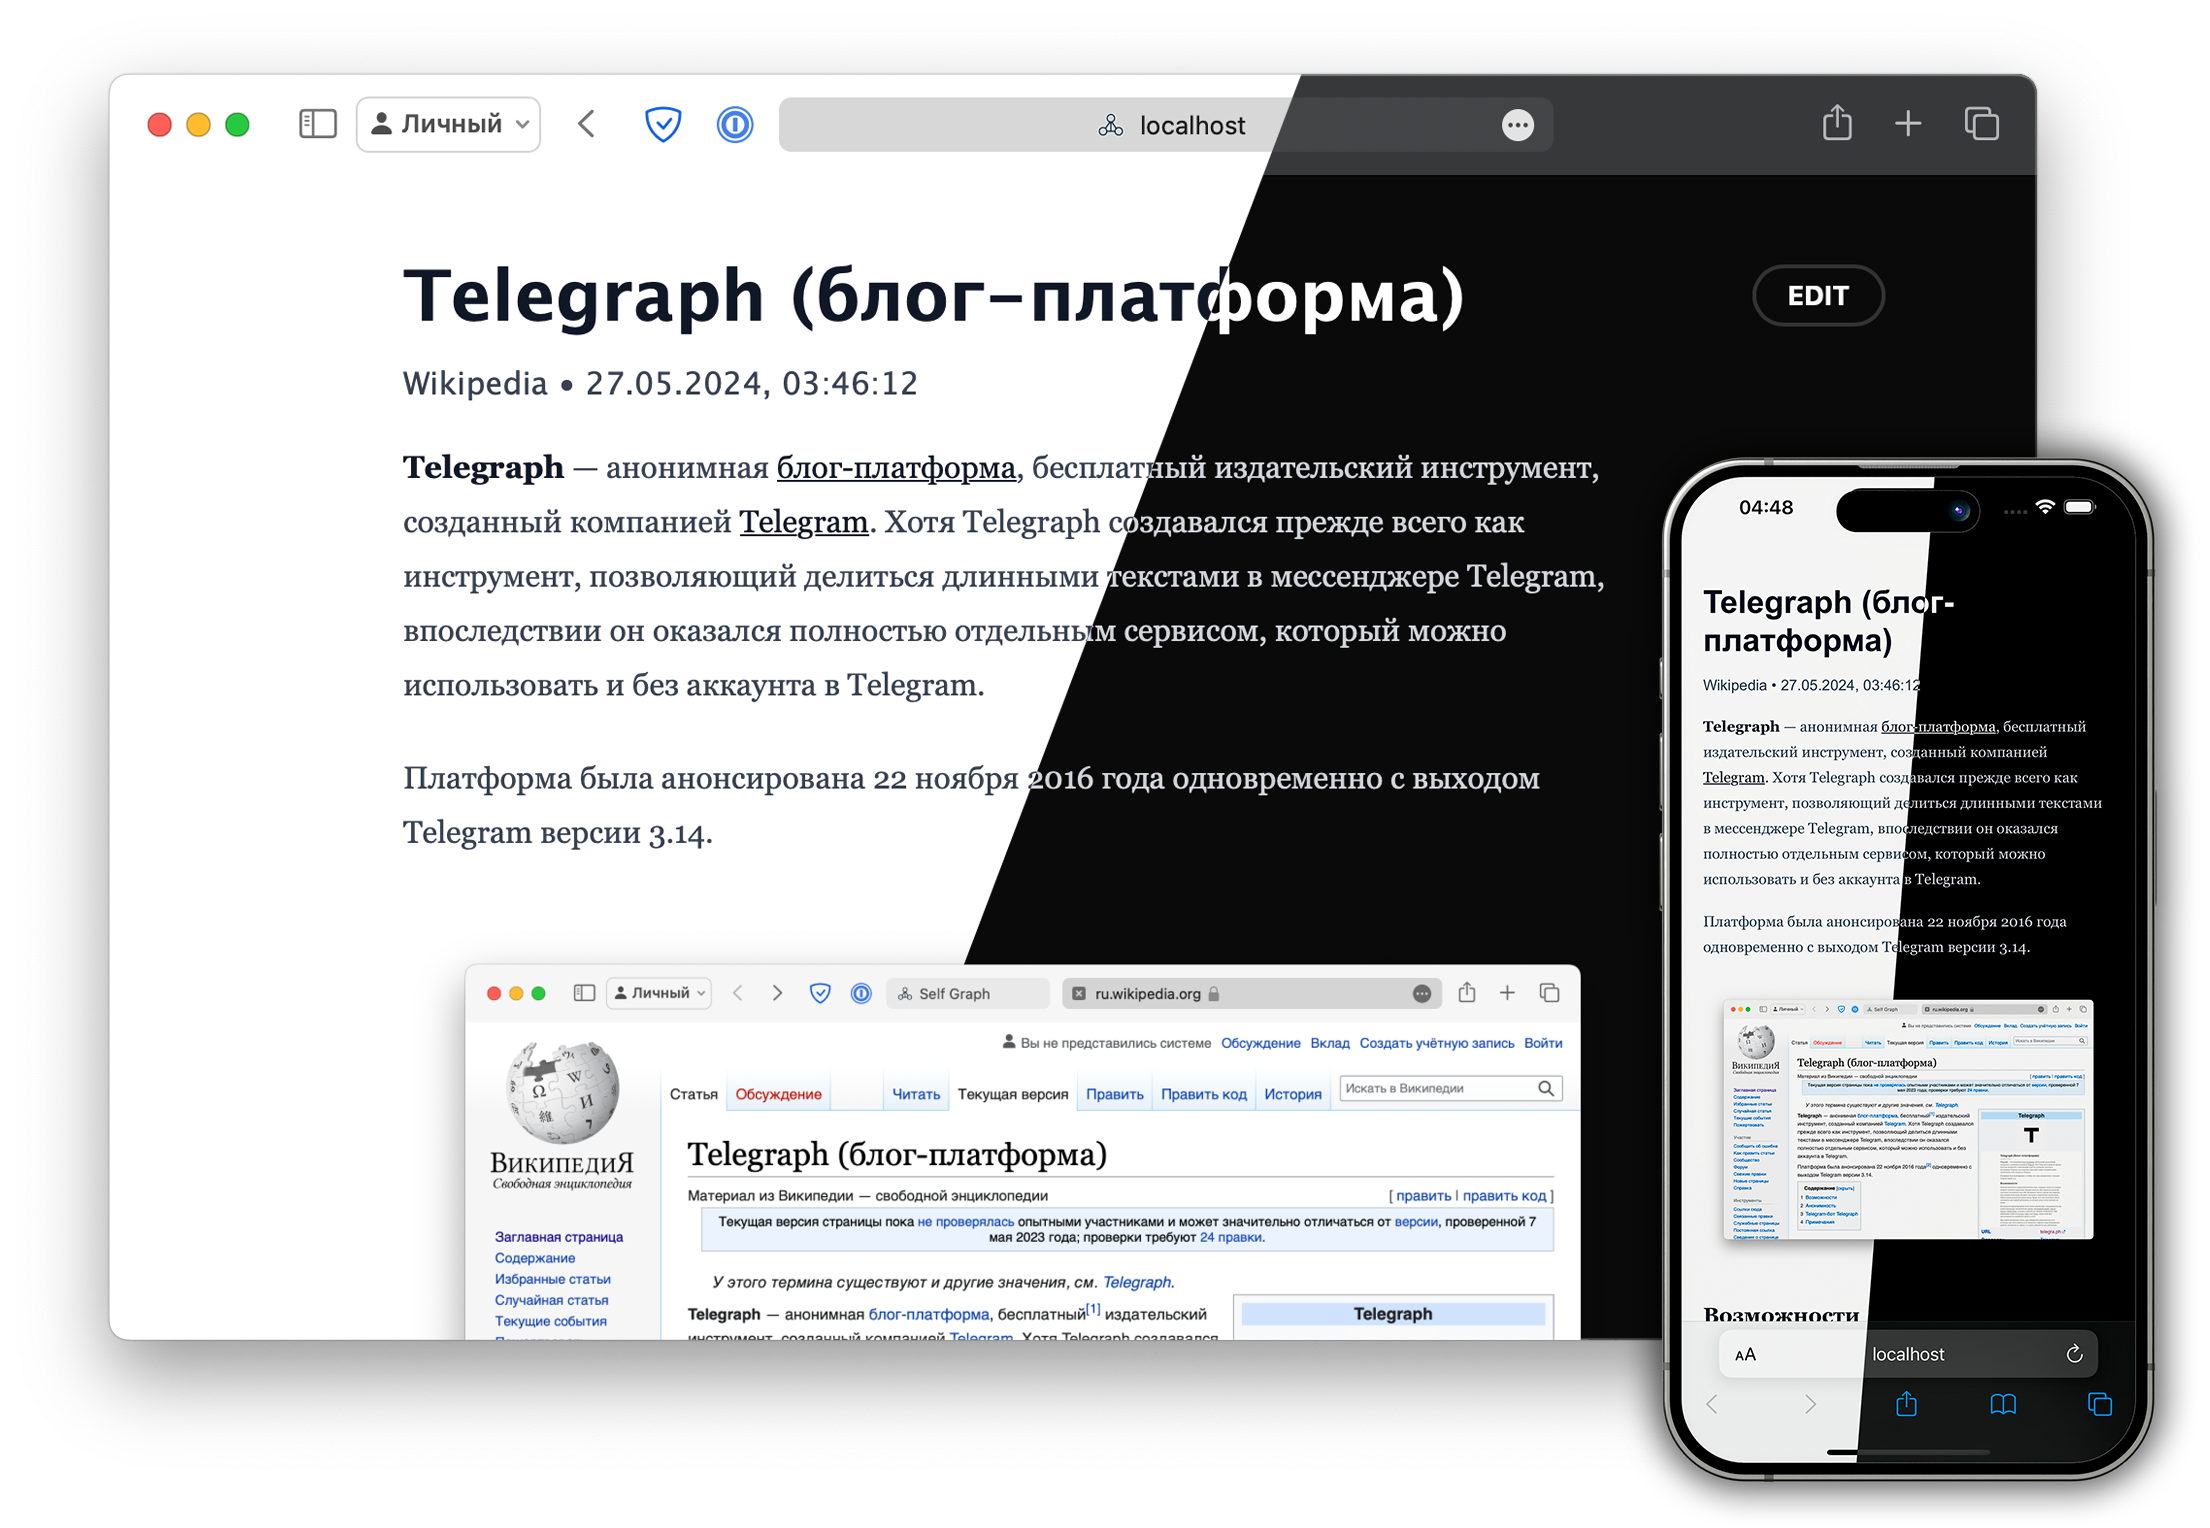 Личный
localhost
Telegraph (блог-платформа)
EDIT
Wikipedia • 27.05.2024, 03:46:12
Telegraph — анонимная блог-платформа, бесплатный издательский инструмент,
созданный компанией Telegram. Хотя Telegraph создавался прежде всего как
инструмент, позволяющий делиться длинными текстами в мессенджере Telegram,
впоследствии он оказался полностью отдельным сервисом, который можно
использовать и без аккаунта в Telegram.
Платформа была анонсирована 22 ноября 2016 года одновременно с выходом
Telegram версии 3.14.
Личный
Self Graph
ru.wikipedia.org
Вы не представились системе Обсуждение Вклад Создать учётную запись Войти
Статья Обсуждение Читать Текущая версия Править Править код История Искать в Википедии
ВИКИПЕДИЯ
Свободная энциклопедия
Заглавная страница
Содержание
Избранные статьи
Случайная статья
Текущие события
Telegraph (блог-платформа)
Материал из Википедии — свободной энциклопедии
[ править | править код ]
Текущая версия страницы пока не проверялась опытными участниками и может значительно отличаться от версии, проверенной 7
мая 2023 года; проверки требуют 24 правки.
У этого термина существуют и другие значения, см. Telegraph.
Telegraph — анонимная блог-платформа, бесплатный[1] издательский
инструмент, созданный компанией Telegram. Хотя Telegraph создавался
Telegraph
04:48
Telegraph (блог-
платформа)
Wikipedia • 27.05.2024, 03:46:12
Telegraph — анонимная блог-платформа, бесплатный
издательский инструмент, созданный компанией
Telegram. Хотя Telegraph создавался прежде всего как
инструмент, позволяющий делиться длинными текстами
в мессенджере Telegram, впоследствии он оказался
полностью отдельным сервисом, который можно
использовать и без аккаунта в Telegram.
Платформа была анонсирована 22 ноября 2016 года
одновременно с выходом Telegram версии 3.14.
Telegraph (блог-платформа)
Telegraph
Возможности
AA
localhost